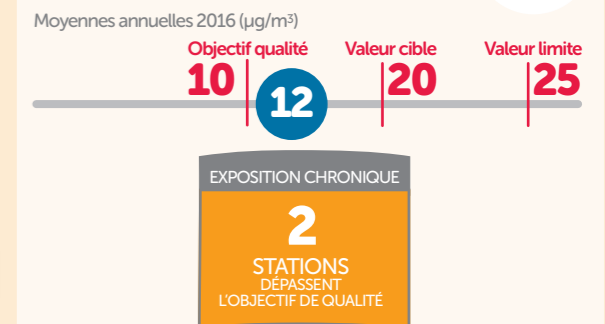 Moyennes annuelles 2016 (µg/m³)
Objectif qualité Valeur cible Valeur limite
10 20 25
12
EXPOSITION CHRONIQUE
2
STATIONS
DÉPASSENT
L'OBJECTIF DE QUALITÉ